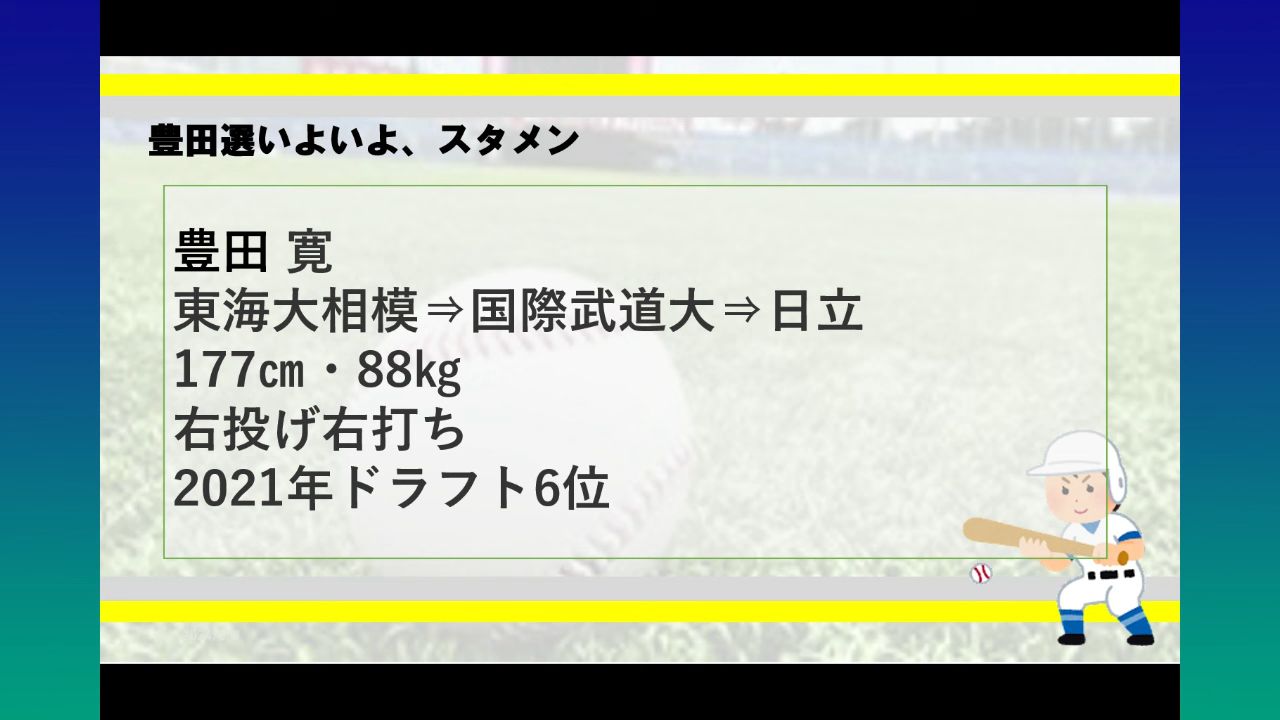 豊田選いよいよ、スタメン
豊田 寛
東海大相模⇒国際武道大⇒日立
177㎝・88㎏
右投げ右打ち
2021年ドラフト6位